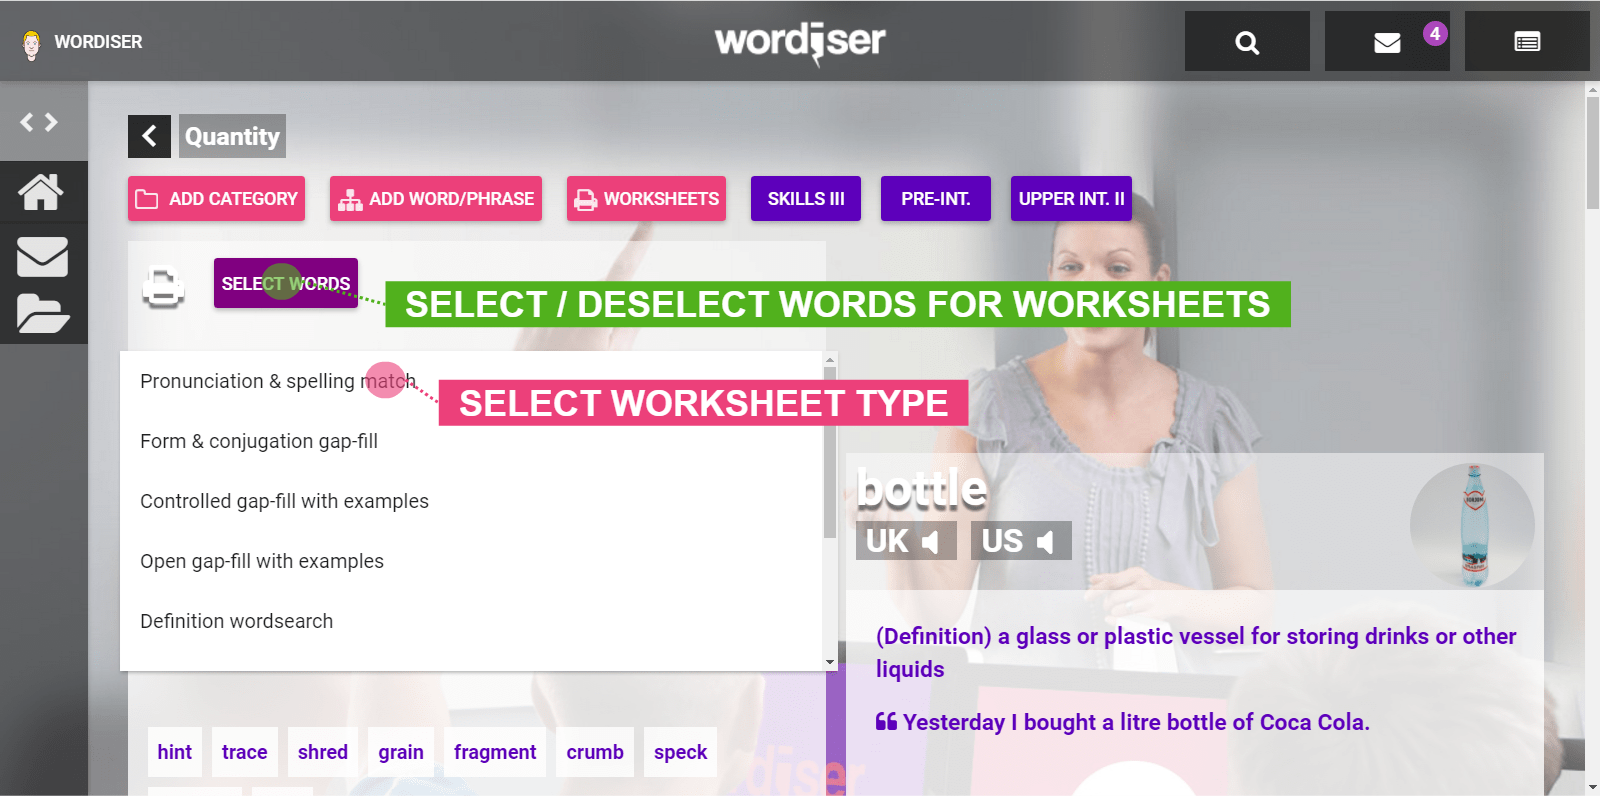 WORDISER
wordiser
4
Quantity
ADD CATEGORY
ADD WORD/PHRASE
WORKSHEETS
SKILLS III
PRE-INT.
UPPER INT. II
SELECT WORDS
SELECT / DESELECT WORDS FOR WORKSHEETS
Pronunciation & spelling match
SELECT WORKSHEET TYPE
Form & conjugation gap-fill
Controlled gap-fill with examples
Open gap-fill with examples
Definition wordsearch
bottle
UK
US
(Definition) a glass or plastic vessel for storing drinks or other
liquids
Yesterday I bought a litre bottle of Coca Cola.
hint
trace
shred
grain
fragment
crumb
speck
wordiser